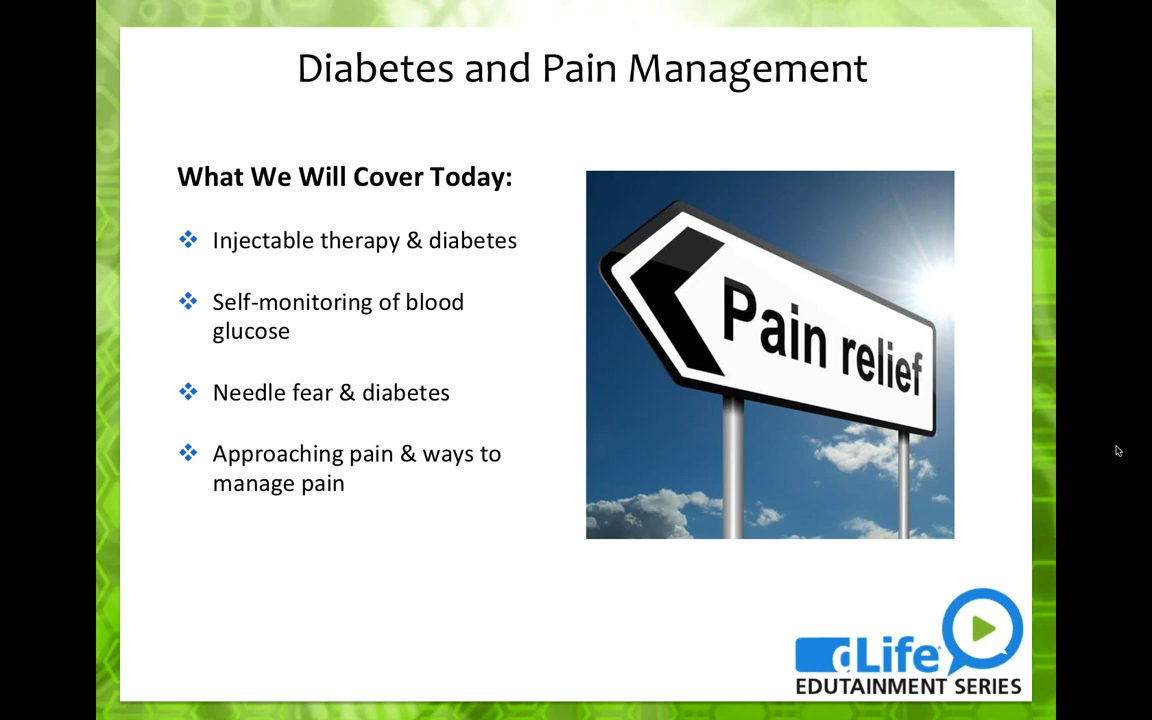 Diabetes and Pain Management
What We Will Cover Today:
Injectable therapy & diabetes
Self-monitoring of blood
glucose
Needle fear & diabetes
Approaching pain & ways to
manage pain
Pain relief
dLife
EDUTAINMENT SERIES